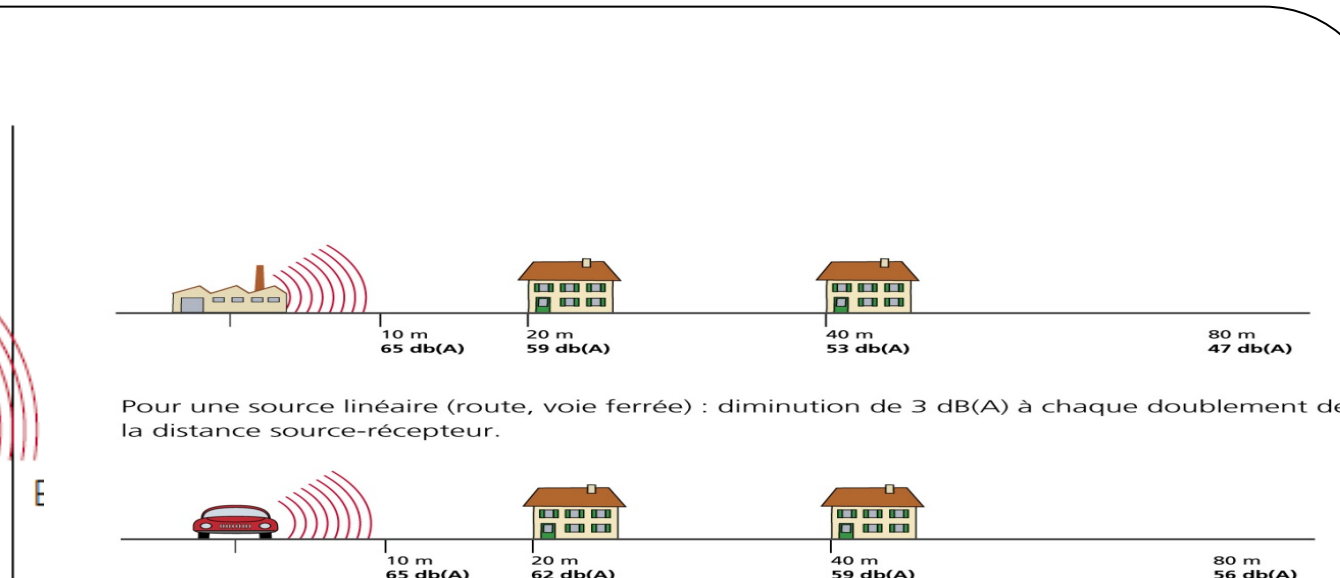 10 m 20 m 40 m 80 m
65 db(A) 59 db(A) 53 db(A) 47 db(A)
Pour une source linéaire (route, voie ferrée) : diminution de 3 dB(A) à chaque doublement de
la distance source-récepteur.
E
10 m 20 m 40 m 80 m
65 db(A) 62 db(A) 59 db(A) 56 db(A)